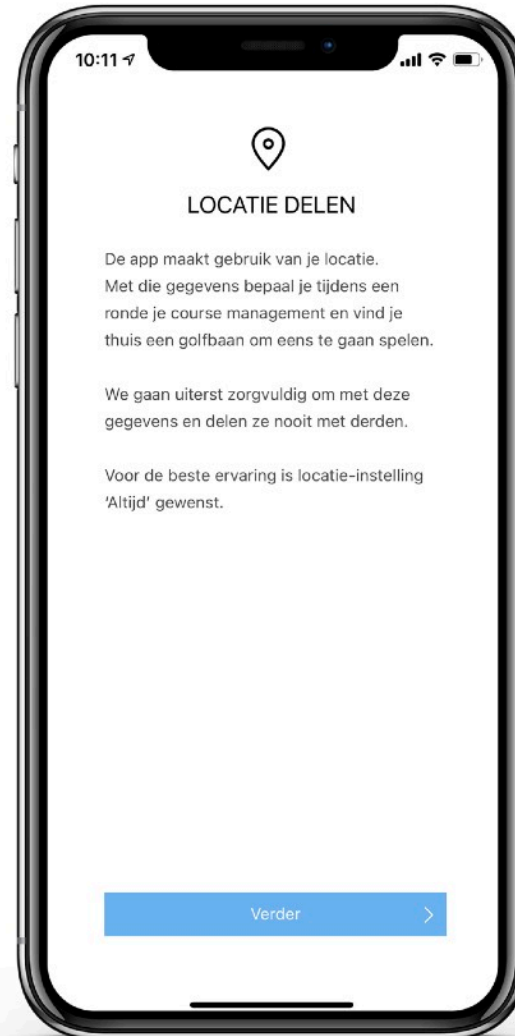 10:11
LOCATIE DELEN
De app maakt gebruik van je locatie.
Met die gegevens bepaal je tijdens een
ronde je course management en vind je
thuis een golfbaan om eens te gaan spelen.
We gaan uiterst zorgvuldig om met deze
gegevens en delen ze nooit met derden.
Voor de beste ervaring is locatie-instelling
'Altijd' gewenst.
Verder